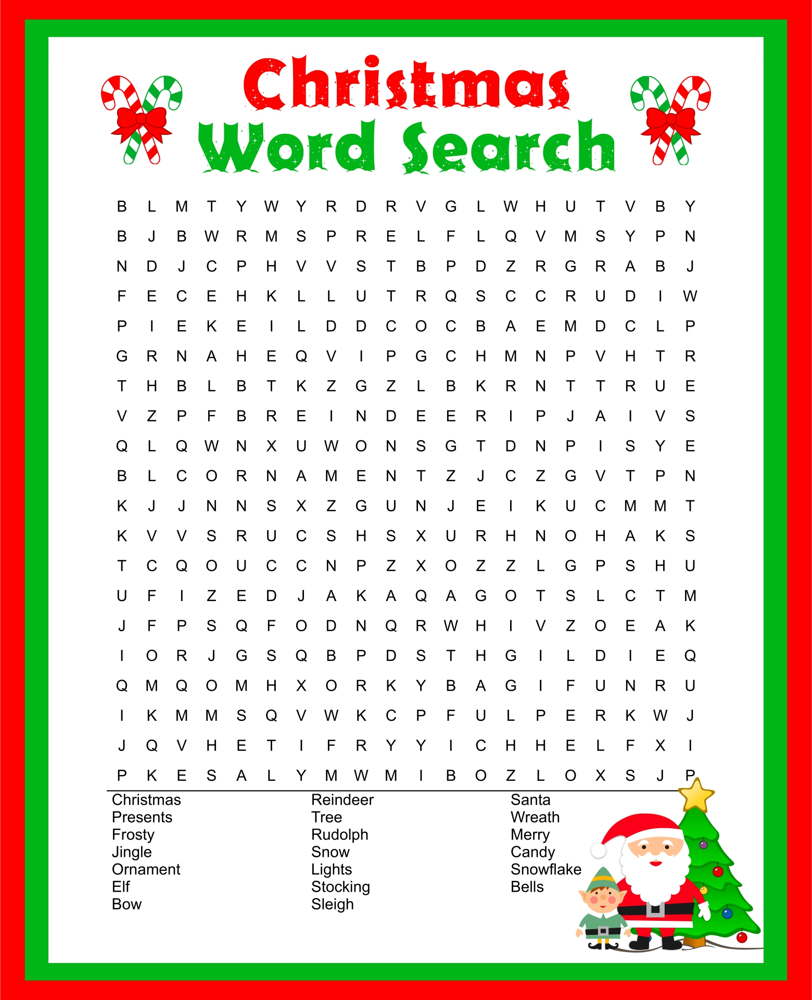 Christmas
Word Search
B L M T Y W Y R D R V G L W H U T V B Y
B J B W R M S P R E L F L Q V M S Y P N
N D J C P H V V S T B P D Z R G R A B J
F E C E H K L L U T R Q S C C R U D I W
P I E K E I L D D C O C B A E M D C L P
G R N A H E Q V I P G C H M N P V H T R
T H B L B T K Z G Z L B K R N T T R U E
V Z P F B R E I N D E E R I P J A I V S
Q L Q W N X U W O N S G T D N P I S Y E
B L C O R N A M E N T Z J C Z G V T P N
K J J N N S X Z G U N J E I K U C M M T
K V V S R U C S H S X U R H N O H A K S
T C Q O U C C N P Z X O Z Z L G P S H U
U F I Z E D J A K A Q A G O T S L C T M
J F P S Q F O D N Q R W H I V Z O E A K
I O R J G S Q B P D S T H G I L D I E Q
Q M Q O M H X O R K Y B A G I F U N R U
I K M M S Q V W K C P F U L P E R K W J
J Q V H E T I F R Y Y I C H H E L F X I
P K E S A L Y M W M I B O Z L O X S J P
Christmas Reindeer Santa
Presents Tree Wreath
Frosty Rudolph Merry
Jingle Snow Candy
Ornament Lights Snowflake
Elf Stocking Bells
Bow Sleigh